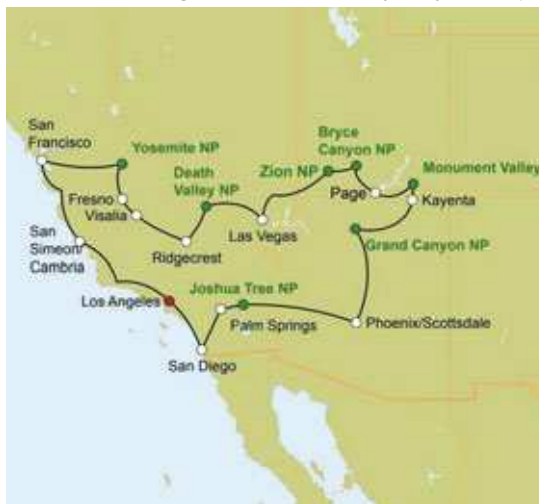 San
Francisco
Yosemite NP
Bryce
Canyon NP
Death
Valley NP
Zion NP
Monument Valley
Fresno
Visalia
Page
Kayenta
San
Simeon/
Cambria
Las Vegas
Ridgecrest
Grand Canyon NP
Joshua Tree NP
Los Angeles
Palm Springs
Phoenix/Scottsdale
San Diego